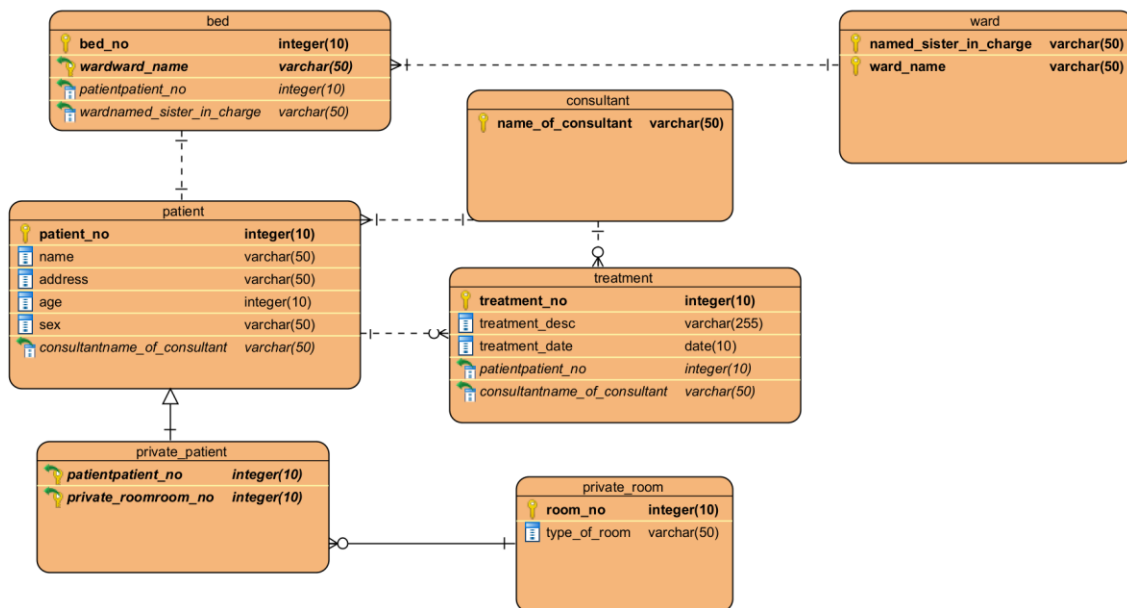 bed
bed_no integer(10)
wardward_name varchar(50)
patientpatient_no integer(10)
wardnamed_sister_in_charge varchar(50)
ward
named_sister_in_charge varchar(50)
ward_name varchar(50)
consultant
name_of_consultant varchar(50)
patient
patient_no integer(10)
name varchar(50)
address varchar(50)
age integer(10)
sex varchar(50)
consultantname_of_consultant varchar(50)
treatment
treatment_no integer(10)
treatment_desc varchar(255)
treatment_date date(10)
patientpatient_no integer(10)
consultantname_of_consultant varchar(50)
private_patient
patientpatient_no integer(10)
private_roomroom_no integer(10)
private_room
room_no integer(10)
type_of_room varchar(50)